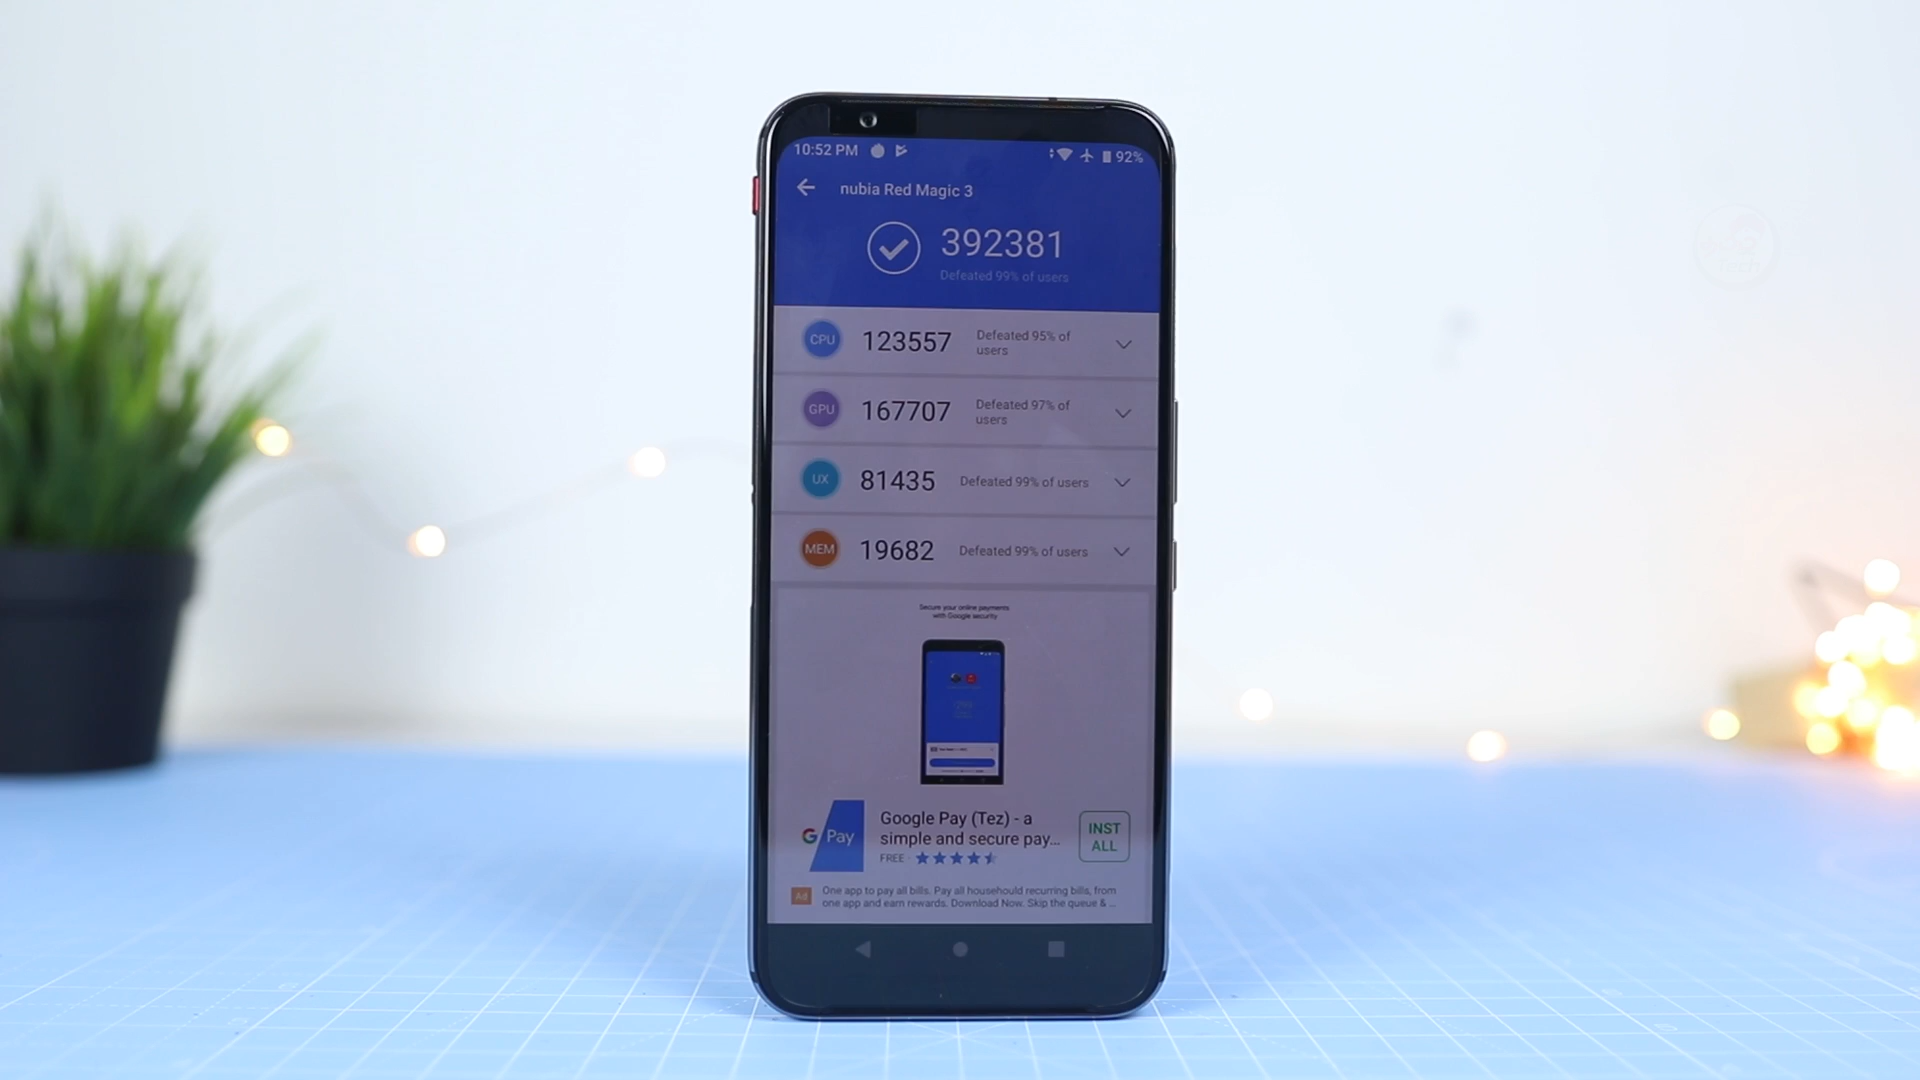 10:52 PM
92%
nubia Red Magic 3
392381
Defeated 99% of users
CPU
123557
Defeated 95% of
users
GPU
167707
Defeated 97% of
users
UX
81435
Defeated 99% of users
MEM
19682
Defeated 99% of users
Secure your online payments
with Google security
G Pay
Google Pay (Tez) - a
simple and secure pay...
FREE
INST
ALL
Ad
One app to pay all bills. Pay all househould recurring bills, from
one app and earn rewards. Download Now. Skip the queue & ...